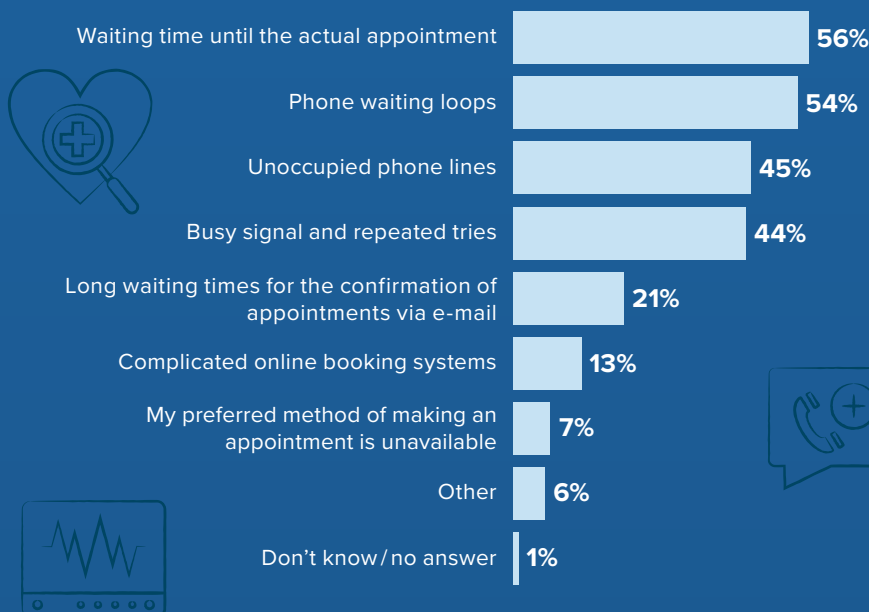 Waiting time until the actual appointment 56%
Phone waiting loops 54%
Unoccupied phone lines 45%
Busy signal and repeated tries 44%
Long waiting times for the confirmation of
appointments via e-mail 21%
Complicated online booking systems 13%
My preferred method of making an
appointment is unavailable 7%
Other 6%
Don’t know / no answer 1%